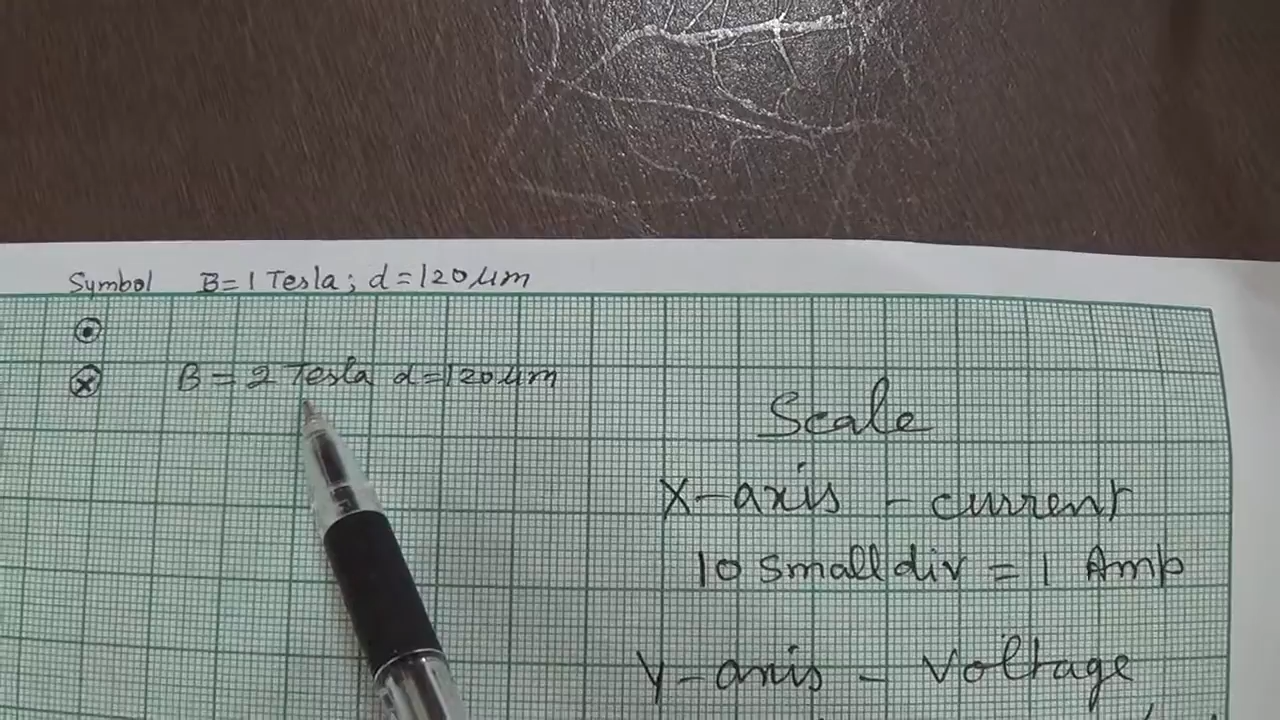 Symbol B=1 Tesla; d=120 μm
B = 2 Tesla d=120 μm
Scale
X-axis - current
10 small div = 1 Amp
Y-axis - Voltage